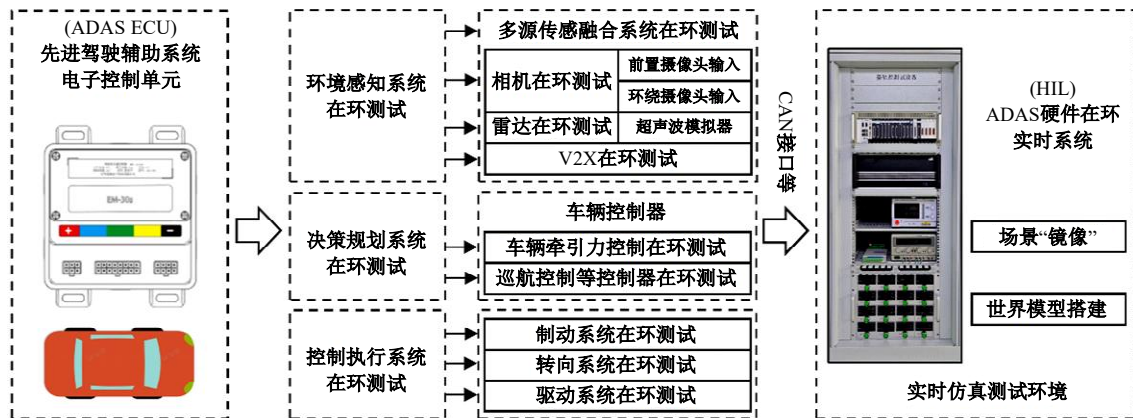 (ADAS ECU)
先进驾驶辅助系统
电子控制单元
EM-30s
+
-
环境感知系统
在环测试
多源传感融合系统在环测试
相机在环测试
前置摄像头输入
环绕摄像头输入
雷达在环测试
超声波模拟器
V2X在环测试
决策规划系统
在环测试
车辆控制器
车辆牵引力控制在环测试
巡航控制等控制器在环测试
控制执行系统
在环测试
制动系统在环测试
转向系统在环测试
驱动系统在环测试
CAN接口等
(HIL)
ADAS硬件在环
实时系统
场景“镜像”
世界模型搭建
实时仿真测试环境